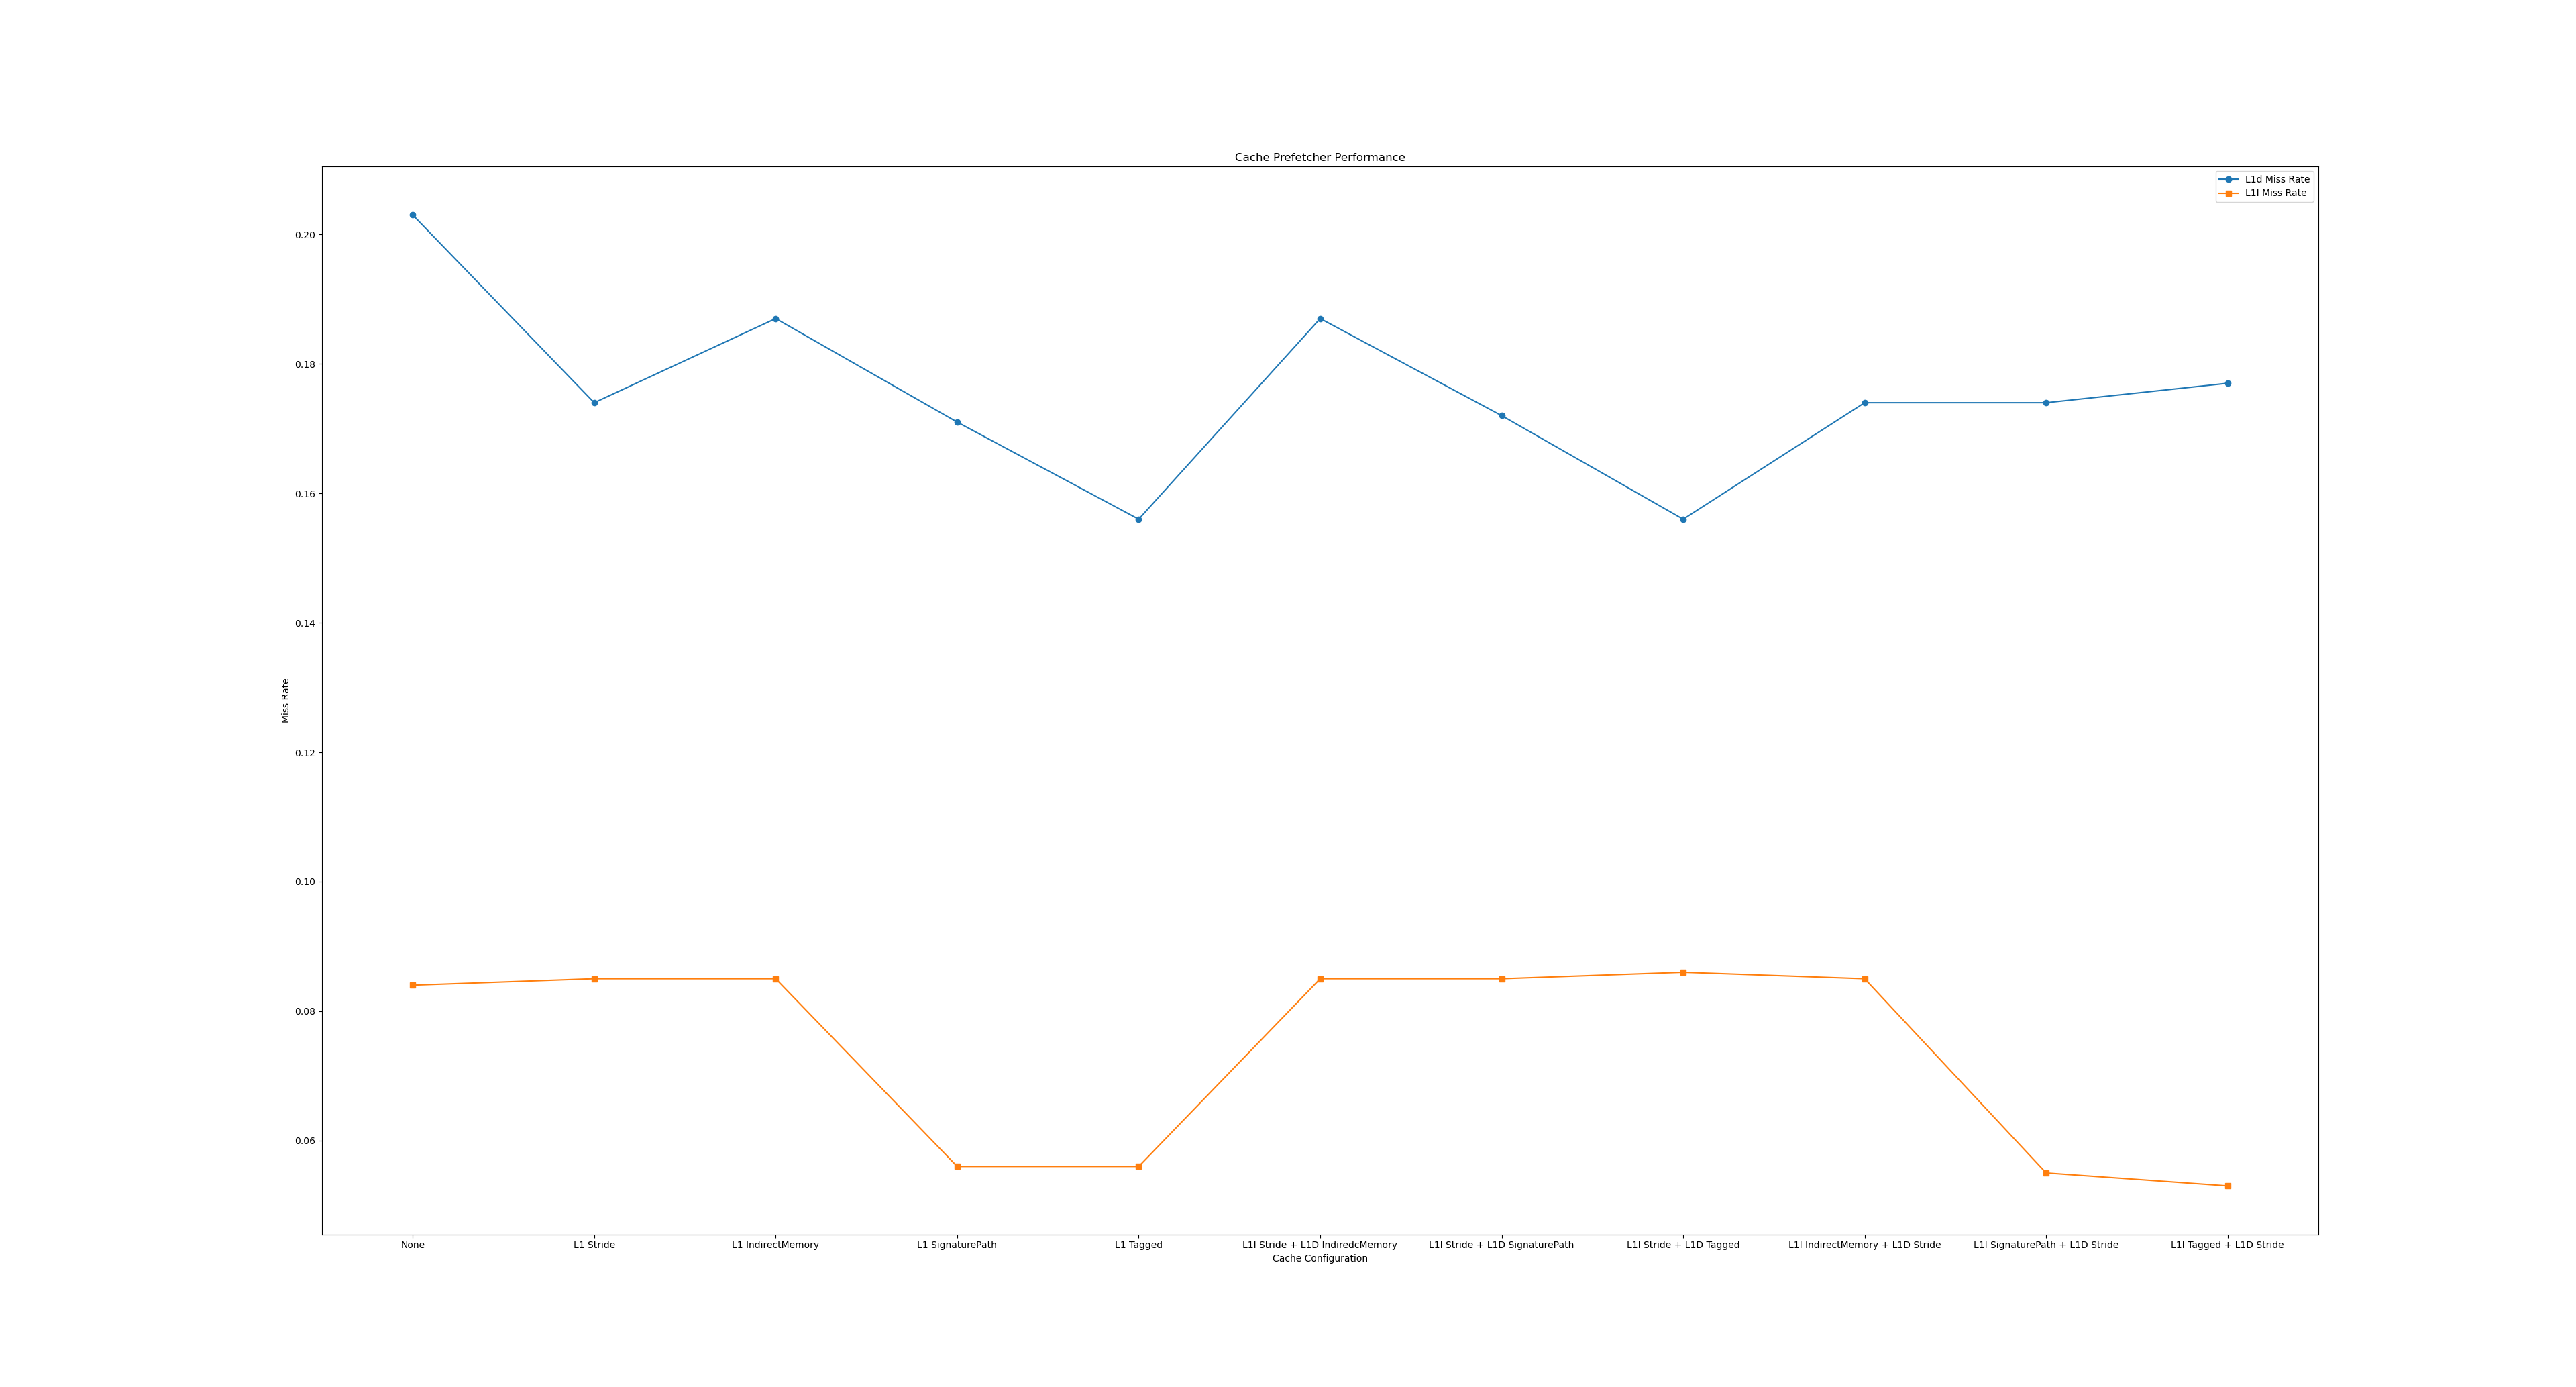 Cache Prefetcher Performance
L1d Miss Rate
L1I Miss Rate
0.20
0.18
0.16
0.14
0.12
0.10
0.08
0.06
Miss Rate
None
L1 Stride
L1 IndirectMemory
L1 SignaturePath
L1 Tagged
L1I Stride + L1D IndiredcMemory
L1I Stride + L1D SignaturePath
L1I Stride + L1D Tagged
L1I IndirectMemory + L1D Stride
L1I SignaturePath + L1D Stride
L1I Tagged + L1D Stride
Cache Configuration